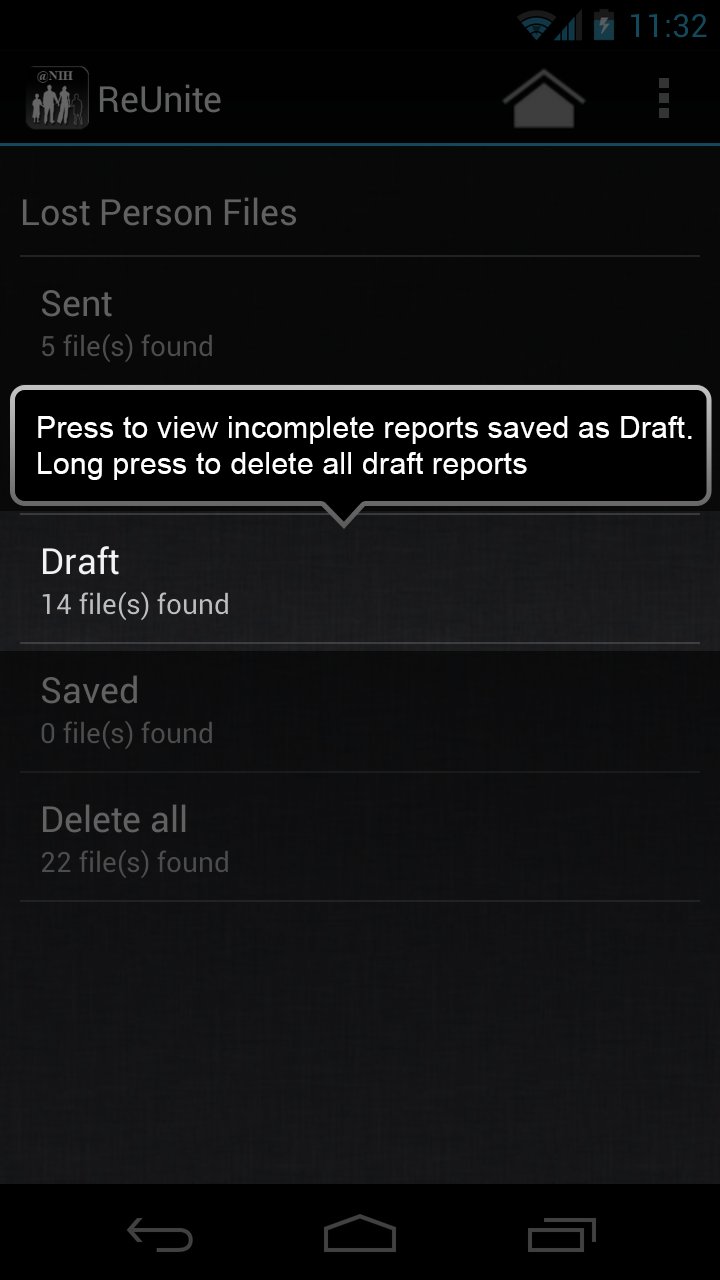 11:32
@NIH
ReUnite
Lost Person Files
Sent
5 file(s) found
Press to view incomplete reports saved as Draft.
Long press to delete all draft reports
Draft
14 file(s) found
Saved
0 file(s) found
Delete all
22 file(s) found